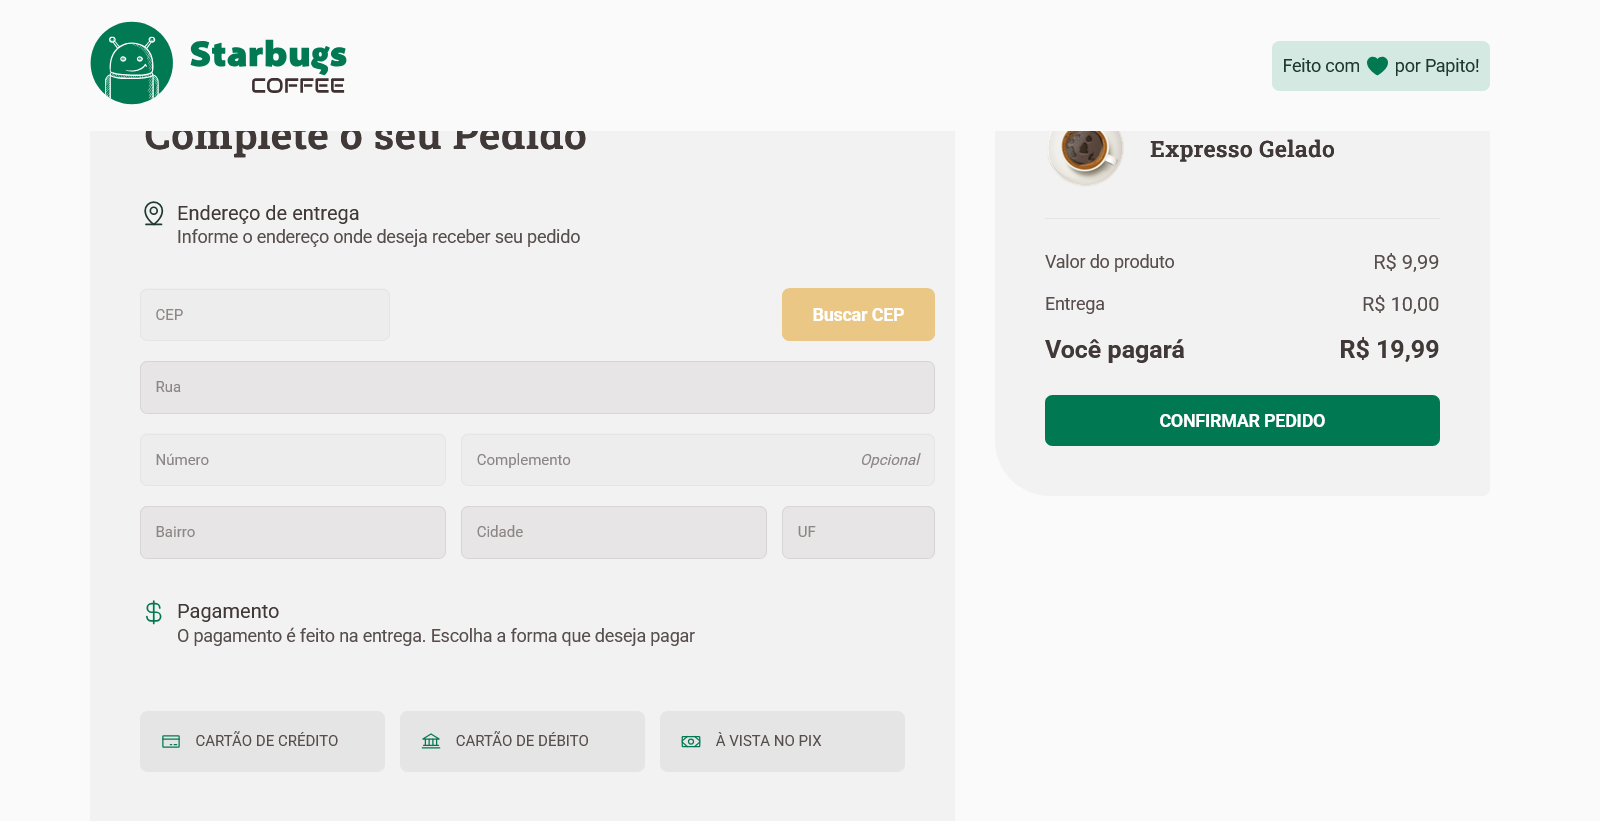 Starbugs
COFFEE
Feito com por Papito!
Complete o seu Pedido
Endereço de entrega
Informe o endereço onde deseja receber seu pedido
CEP
Buscar CEP
Rua
Número
Complemento Opcional
Bairro
Cidade
UF
Pagamento
O pagamento é feito na entrega. Escolha a forma que deseja pagar
CARTÃO DE CRÉDITO
CARTÃO DE DÉBITO
À VISTA NO PIX
Expresso Gelado
Valor do produto R$ 9,99
Entrega R$ 10,00
Você pagará R$ 19,99
CONFIRMAR PEDIDO